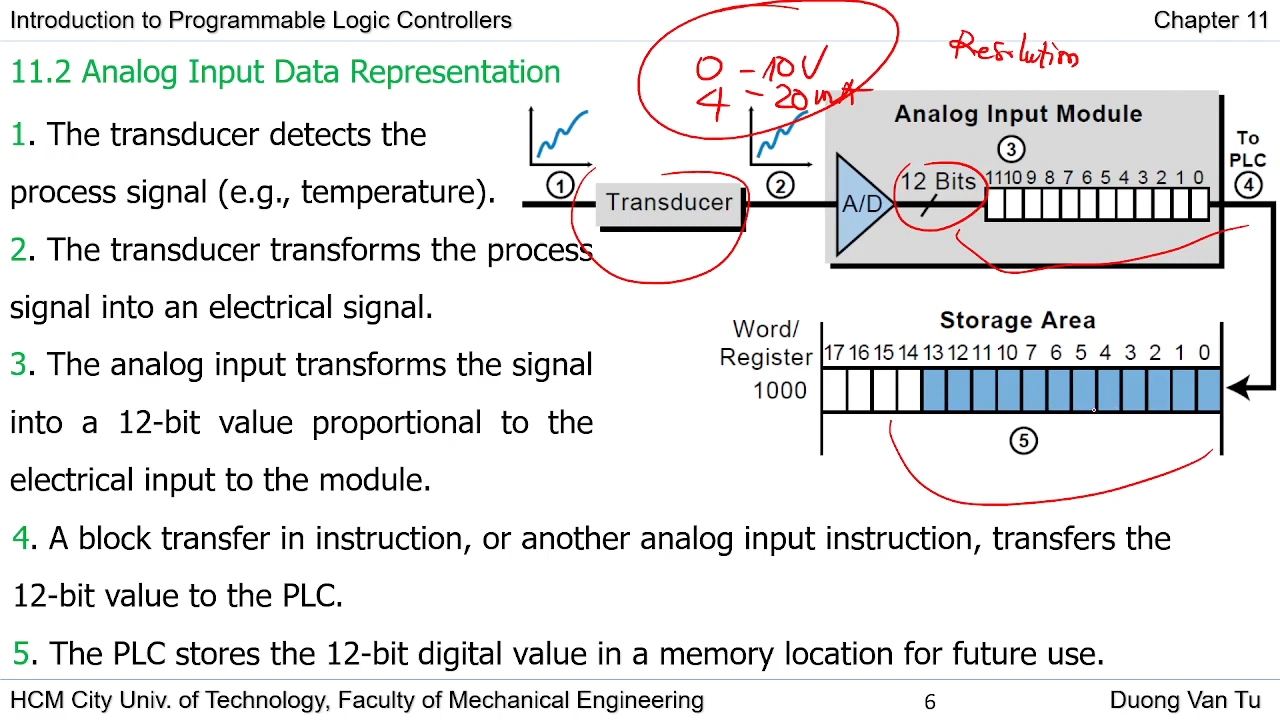 Introduction to Programmable Logic Controllers
Chapter 11
11.2 Analog Input Data Representation
1. The transducer detects the
process signal (e.g., temperature).
2. The transducer transforms the process
signal into an electrical signal.
3. The analog input transforms the signal
into a 12-bit value proportional to the
electrical input to the module.
4. A block transfer in instruction, or another analog input instruction, transfers the
12-bit value to the PLC.
5. The PLC stores the 12-bit digital value in a memory location for future use.
0 - 10V
4 - 20mA
Resolution
1
Transducer
2
Analog Input Module
3
A/D
12 Bits
11 10 9 8 7 6 5 4 3 2 1 0
To
PLC
4
Storage Area
Word/
Register
17 16 15 14 13 12 11 10 7 6 5 4 3 2 1 0
1000
5
HCM City Univ. of Technology, Faculty of Mechanical Engineering
6
Duong Van Tu